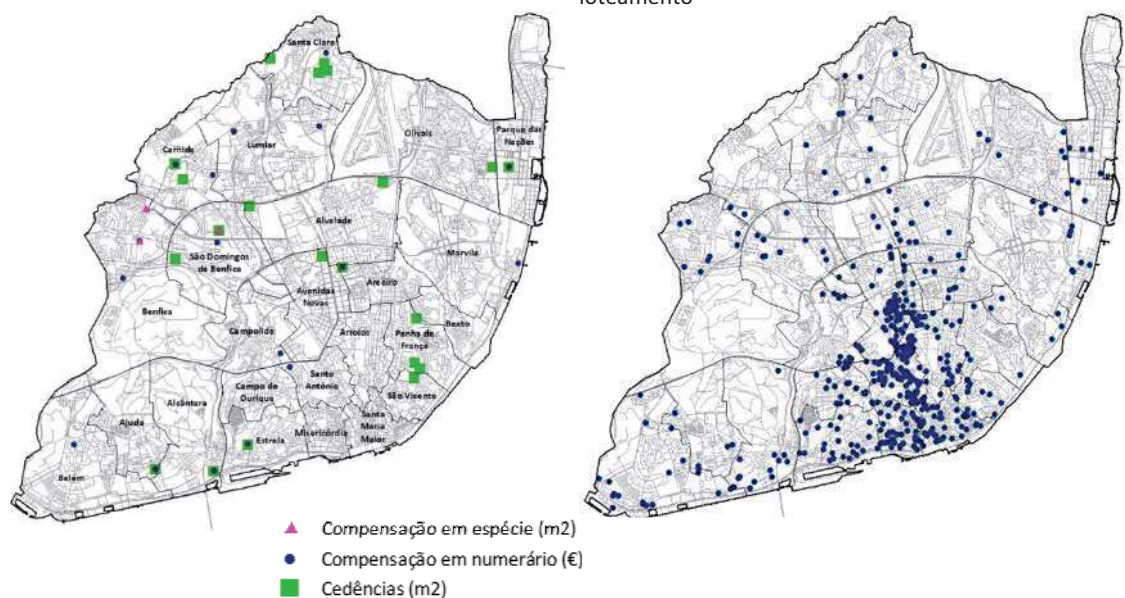 loteamento
Santa Clara
Olivais
Parque das
Nações
Carnide
Lumiar
Alvalade
Marvila
São Domingos
de Benfica
Avenidas
Novas
Areeiro
Benfica
Campolide
Arroios
Penha de
França
Beato
Santo
António
Campo de
Ourique
São Vicente
Alcântara
Ajuda
Estrela
Misericórdia
Santa
Maria
Maior
Belém
Compensação em espécie (m2)
Compensação em numerário (€)
Cedências (m2)